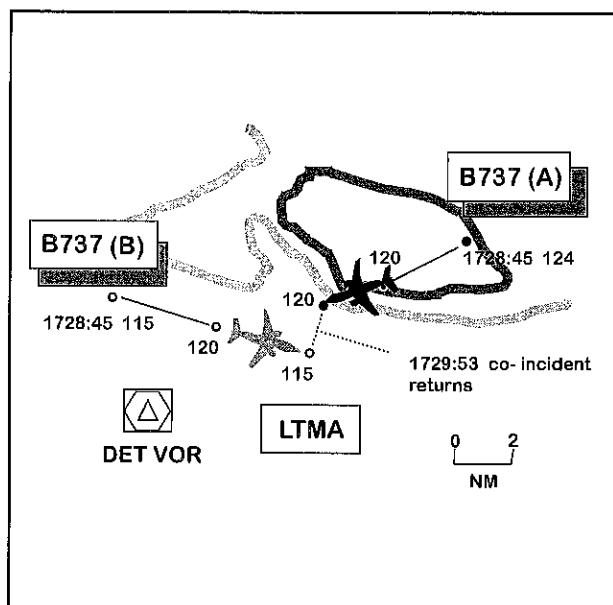 B737 (A)
120
1728:45 124
B737 (B)
120
1728:45 115
120
115
1729:53 co-incident
returns
LTMA
DET VOR
0 2
NM